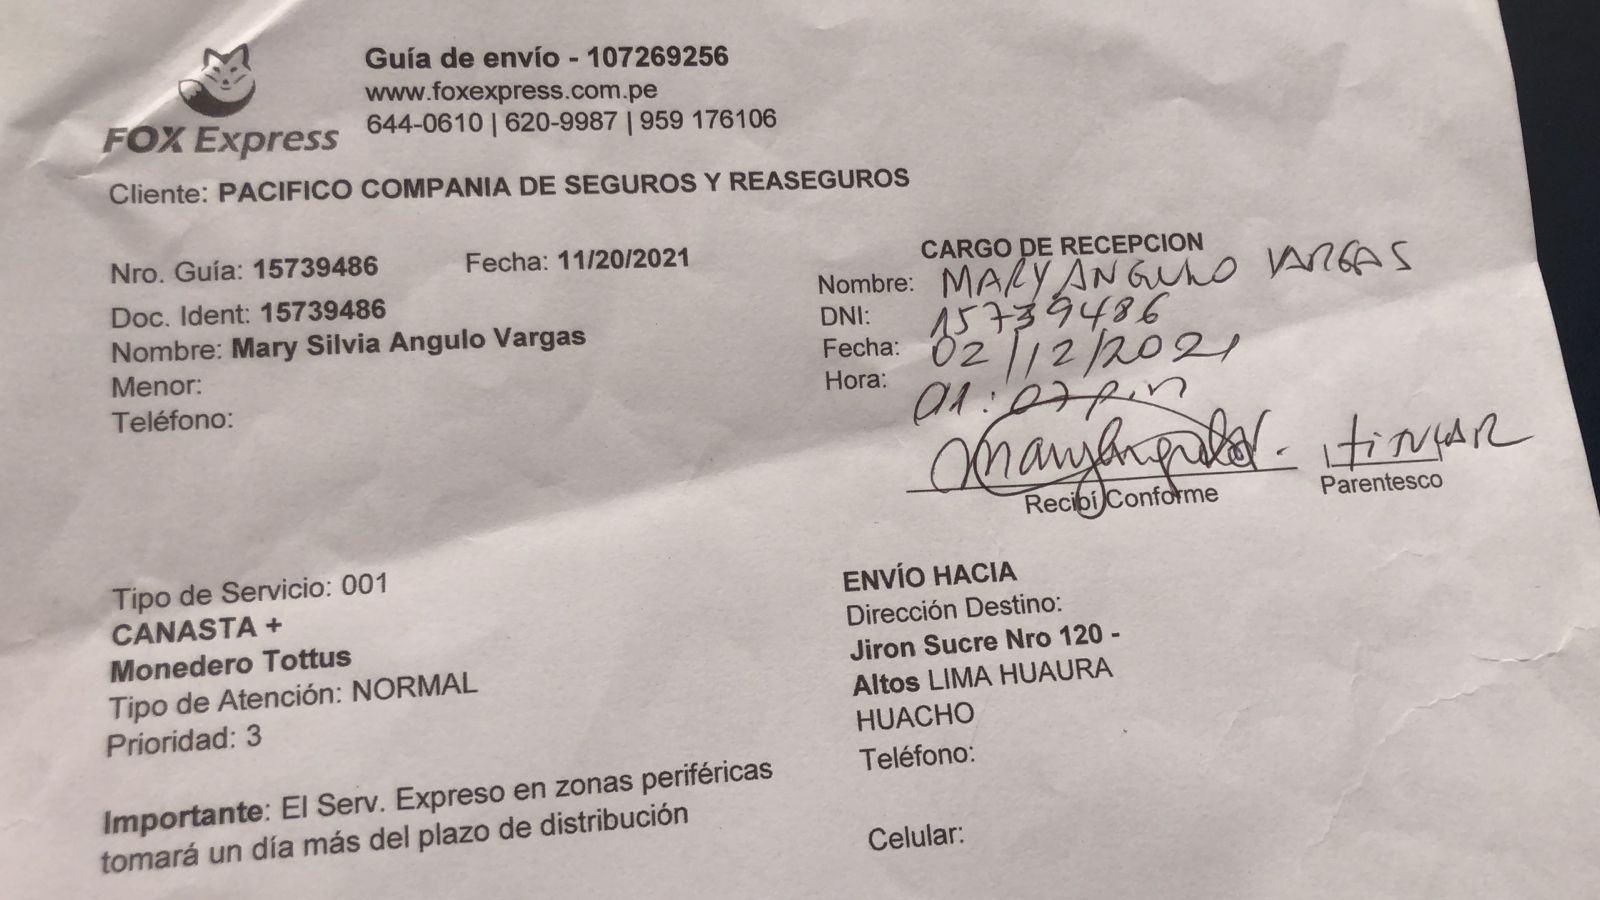 FOX Express
Guía de envío - 107269256
www.foxexpress.com.pe
644-0610 | 620-9987 | 959 176106
Cliente: PACIFICO COMPANIA DE SEGUROS Y REASEGUROS
Nro. Guía: 15739486 Fecha: 11/20/2021
Doc. Ident: 15739486
Nombre: Mary Silvia Angulo Vargas
Menor:
Teléfono:
CARGO DE RECEPCION
Nombre: MARY ANGULO VARGAS
DNI: 15739486
Fecha: 02/12/2021
Hora: 01:07 p.m
Mary Angulo V.
Recibí Conforme
titular
Parentesco
Tipo de Servicio: 001
CANASTA +
Monedero Tottus
Tipo de Atención: NORMAL
Prioridad: 3
Importante: El Serv. Expreso en zonas periféricas
tomará un día más del plazo de distribución
ENVÍO HACIA
Dirección Destino:
Jiron Sucre Nro 120 -
Altos LIMA HUAURA
HUACHO
Teléfono:
Celular: